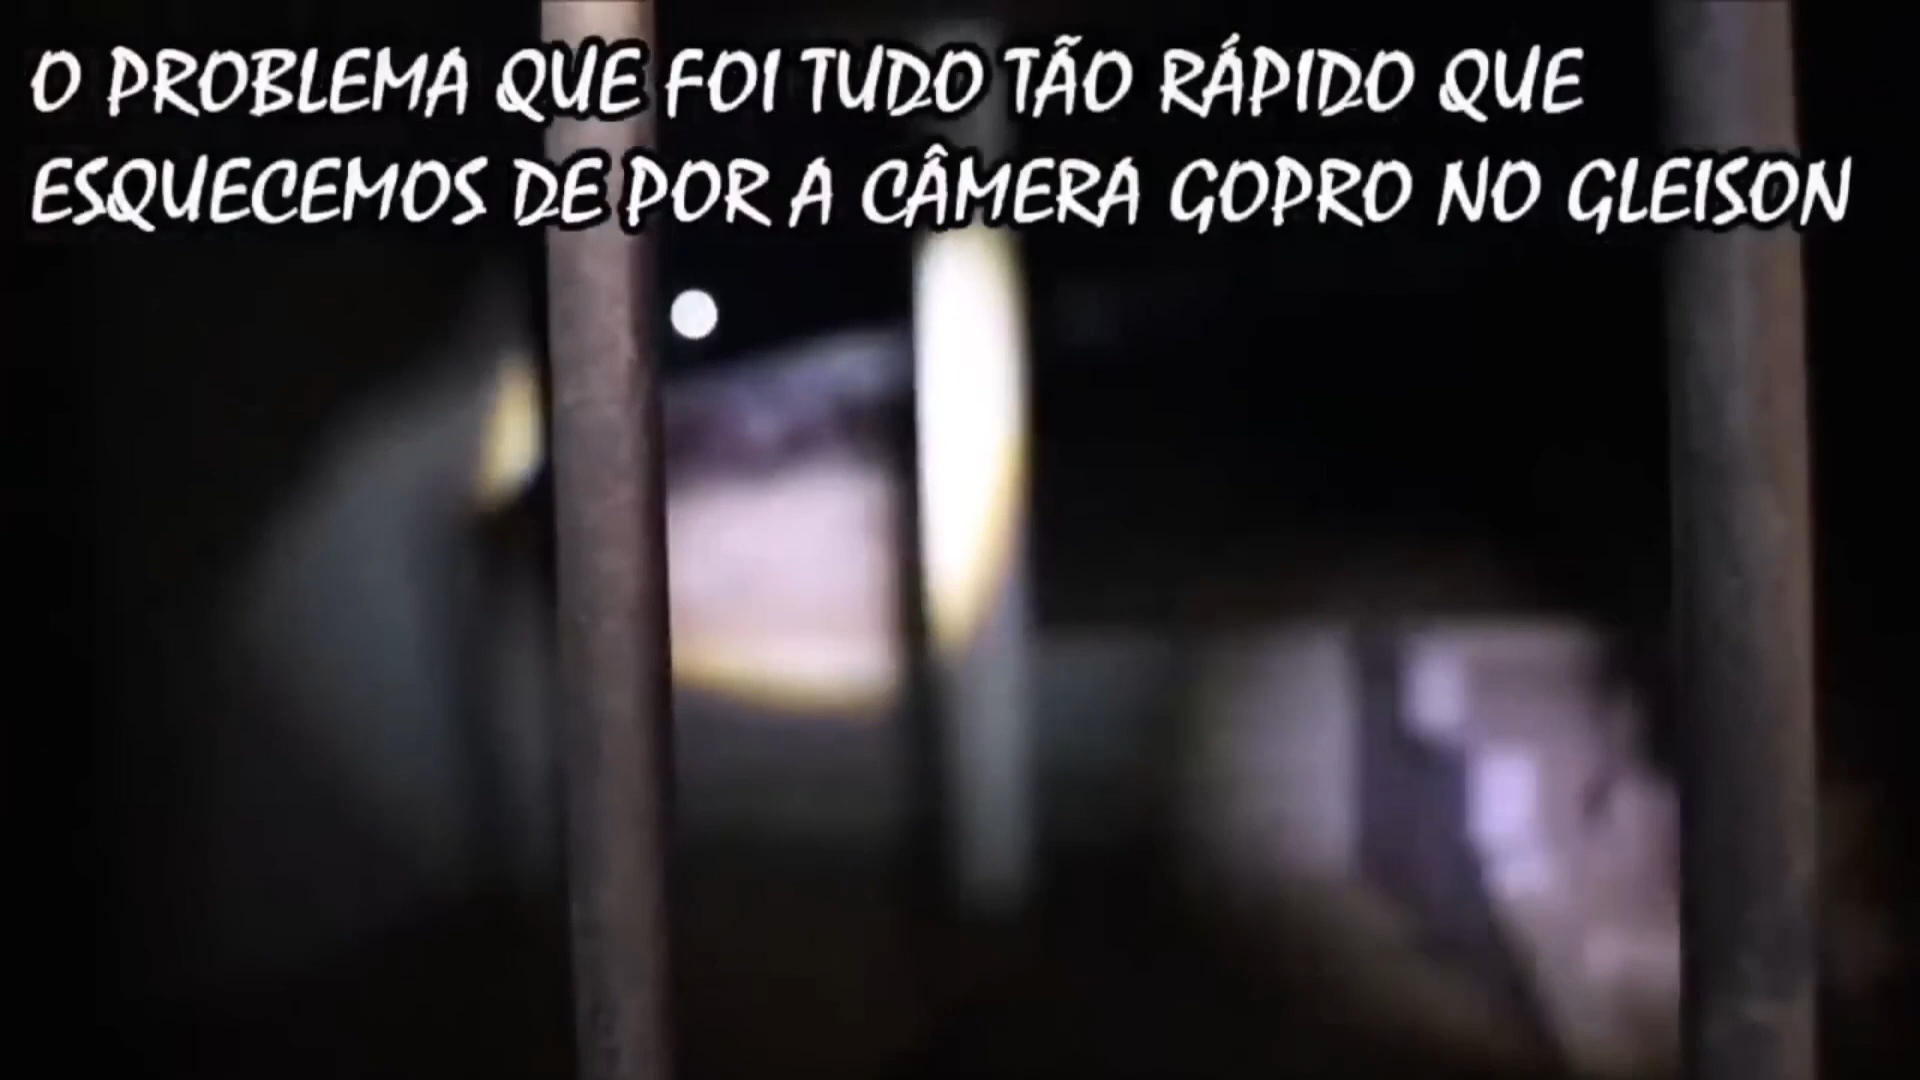 O PROBLEMA QUE FOI TUDO TÃO RÁPIDO QUE
ESQUECEMOS DE POR A CÂMERA GOPRO NO GLEISON